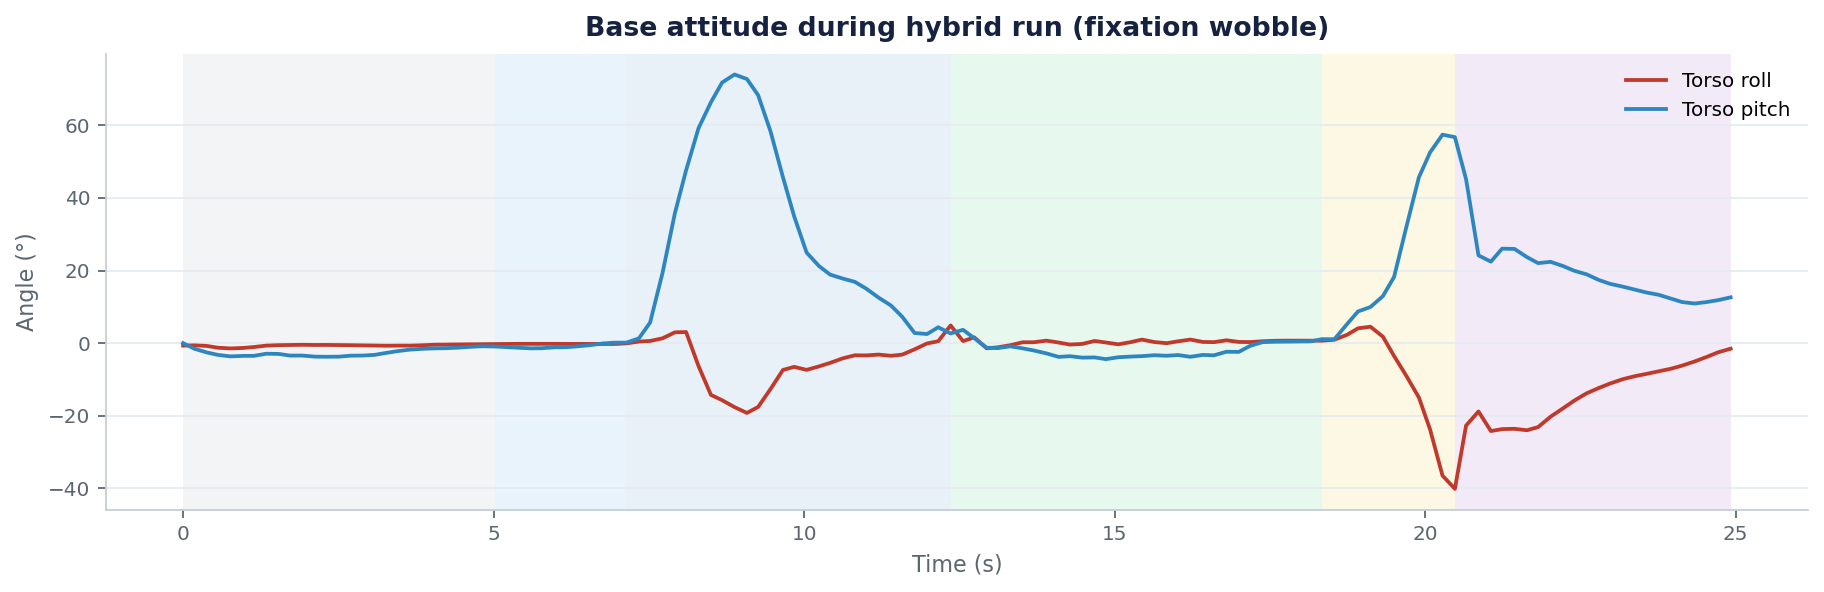 Base attitude during hybrid run (fixation wobble)
Torso roll
Torso pitch
Angle (°)
60
40
20
0
−20
−40
0 5 10 15 20 25
Time (s)